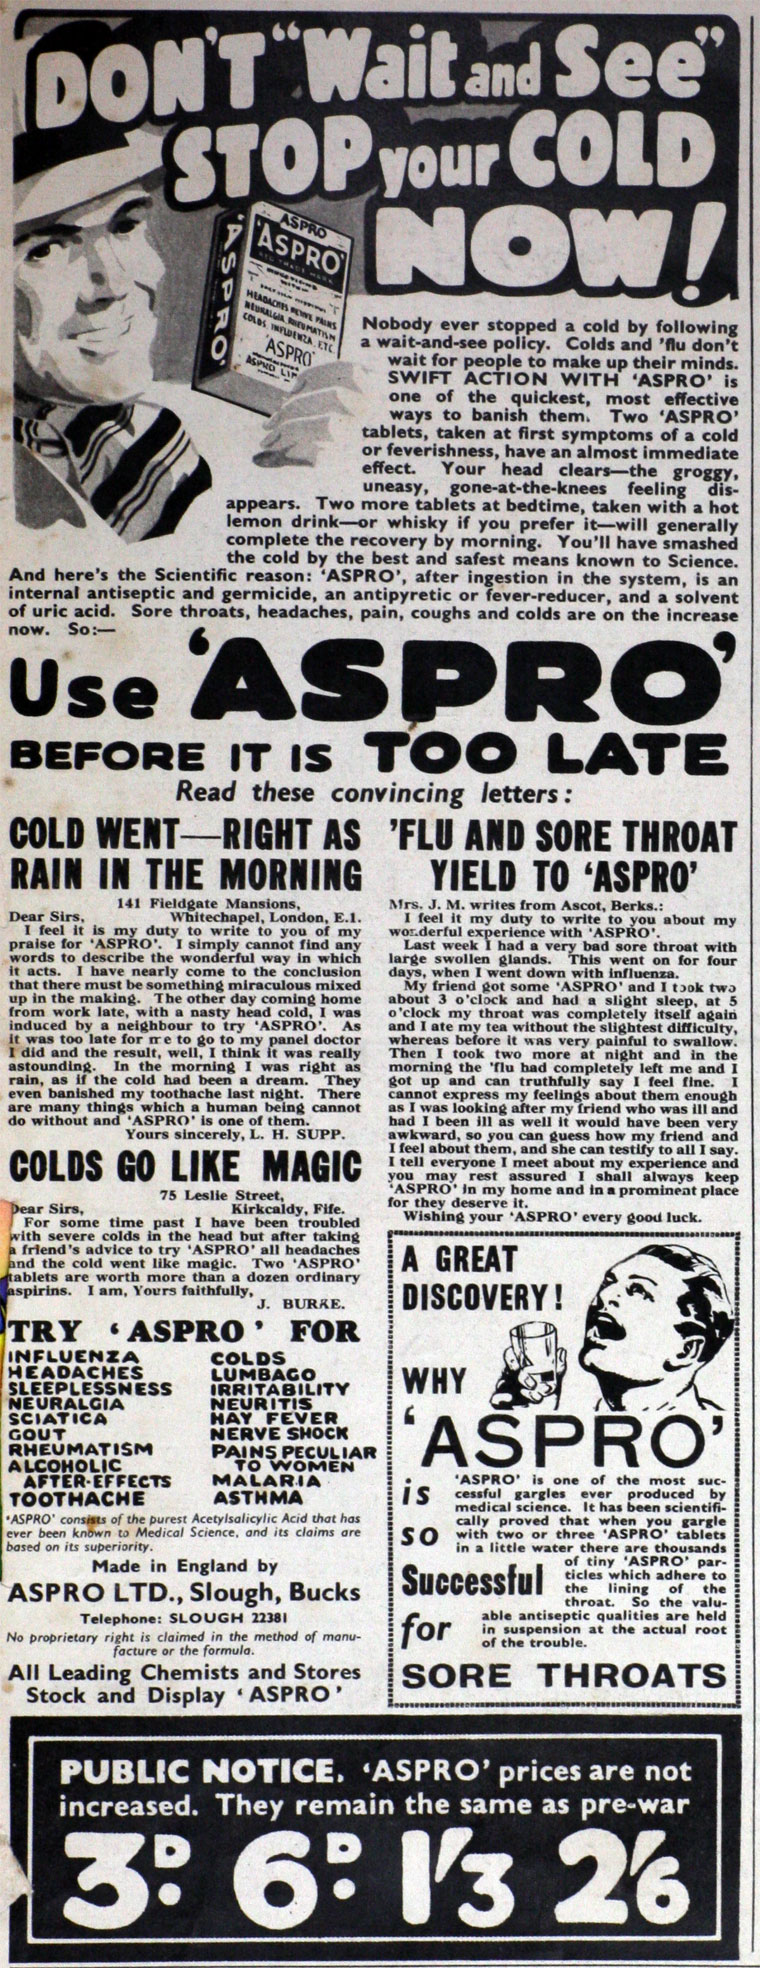 DON'T "Wait and See"
STOP your COLD
NOW!
ASPRO
'ASPRO'
REG. TRADE MARK
HEADACHES NERVE PAINS
NEURALGIA, RHEUMATISM
COLDS, INFLUENZA, ETC
'ASPRO'
ASPRO LTD
'ASPRO'
Nobody ever stopped a cold by following
a wait-and-see policy. Colds and 'flu don't
wait for people to make up their minds.
SWIFT ACTION WITH 'ASPRO' is
one of the quickest, most effective
ways to banish them. Two 'ASPRO'
tablets, taken at first symptoms of a cold
or feverishness, have an almost immediate
effect. Your head clears—the groggy,
uneasy, gone-at-the-knees feeling dis-
appears. Two more tablets at bedtime, taken with a hot
lemon drink—or whisky if you prefer it—will generally
complete the recovery by morning. You'll have smashed
the cold by the best and safest means known to Science.
And here's the Scientific reason: 'ASPRO', after ingestion in the system, is an
internal antiseptic and germicide, an antipyretic or fever-reducer, and a solvent
of uric acid. Sore throats, headaches, pain, coughs and colds are on the increase
now. So:—
Use 'ASPRO'
BEFORE IT IS TOO LATE
Read these convincing letters:
COLD WENT—RIGHT AS
RAIN IN THE MORNING
141 Fieldgate Mansions,
Dear Sirs, Whitechapel, London, E.1.
I feel it is my duty to write to you of my
praise for 'ASPRO'. I simply cannot find any
words to describe the wonderful way in which
it acts. I have nearly come to the conclusion
that there must be something miraculous mixed
up in the making. The other day coming home
from work late, with a nasty head cold, I was
induced by a neighbour to try 'ASPRO'. As
it was too late for me to go to my panel doctor
I did and the result, well, I think it was really
astounding. In the morning I was right as
rain, as if the cold had been a dream. They
even banished my toothache last night. There
are many things which a human being cannot
do without and 'ASPRO' is one of them.
Yours sincerely, L. H. SUPP.
COLDS GO LIKE MAGIC
75 Leslie Street,
Dear Sirs, Kirkcaldy, Fife.
For some time past I have been troubled
with severe colds in the head but after taking
a friend's advice to try 'ASPRO' all headaches
and the cold went like magic. Two 'ASPRO'
tablets are worth more than a dozen ordinary
aspirins. I am, Yours faithfully,
J. BURKE.
TRY 'ASPRO' FOR
INFLUENZA
HEADACHES
SLEEPLESSNESS
NEURALGIA
SCIATICA
GOUT
RHEUMATISM
ALCOHOLIC
AFTER-EFFECTS
TOOTHACHE
COLDS
LUMBAGO
IRRITABILITY
NEURITIS
HAY FEVER
NERVE SHOCK
PAINS PECULIAR
TO WOMEN
MALARIA
ASTHMA
'ASPRO' consists of the purest Acetylsalicylic Acid that has
ever been known to Medical Science, and its claims are
based on its superiority.
Made in England by
ASPRO LTD., Slough, Bucks
Telephone: SLOUGH 22381
No proprietary right is claimed in the method of manu-
facture or the formula.
All Leading Chemists and Stores
Stock and Display 'ASPRO'
'FLU AND SORE THROAT
YIELD TO 'ASPRO'
Mrs. J. M. writes from Ascot, Berks.:
I feel it my duty to write to you about my
wonderful experience with 'ASPRO'.
Last week I had a very bad sore throat with
large swollen glands. This went on for four
days, when I went down with influenza.
My friend got some 'ASPRO' and I took two
about 3 o'clock and had a slight sleep, at 5
o'clock my throat was completely itself again
and I ate my tea without the slightest difficulty,
whereas before it was very painful to swallow.
Then I took two more at night and in the
morning the 'flu had completely left me and I
got up and can truthfully say I feel fine. I
cannot express my feelings about them enough
as I was looking after my friend who was ill and
had I been ill as well it would have been very
awkward, so you can guess how my friend and
I feel about them, and she can testify to all I say.
I tell everyone I meet about my experience and
you may rest assured I shall always keep
'ASPRO' in my home and in a prominent place
for they deserve it.
Wishing your 'ASPRO' every good luck.
A GREAT
DISCOVERY!
WHY
'ASPRO'
is
so
Successful
for
'ASPRO' is one of the most suc-
cessful gargles ever produced by
medical science. It has been scientifi-
cally proved that when you gargle
with two or three 'ASPRO' tablets
in a little water there are thousands
of tiny 'ASPRO' par-
ticles which adhere to
the lining of the
throat. So the valu-
able antiseptic qualities are held
in suspension at the actual root
of the trouble.
SORE THROATS
PUBLIC NOTICE. 'ASPRO' prices are not
increased. They remain the same as pre-war
3D. 6D. 1/3 2/6